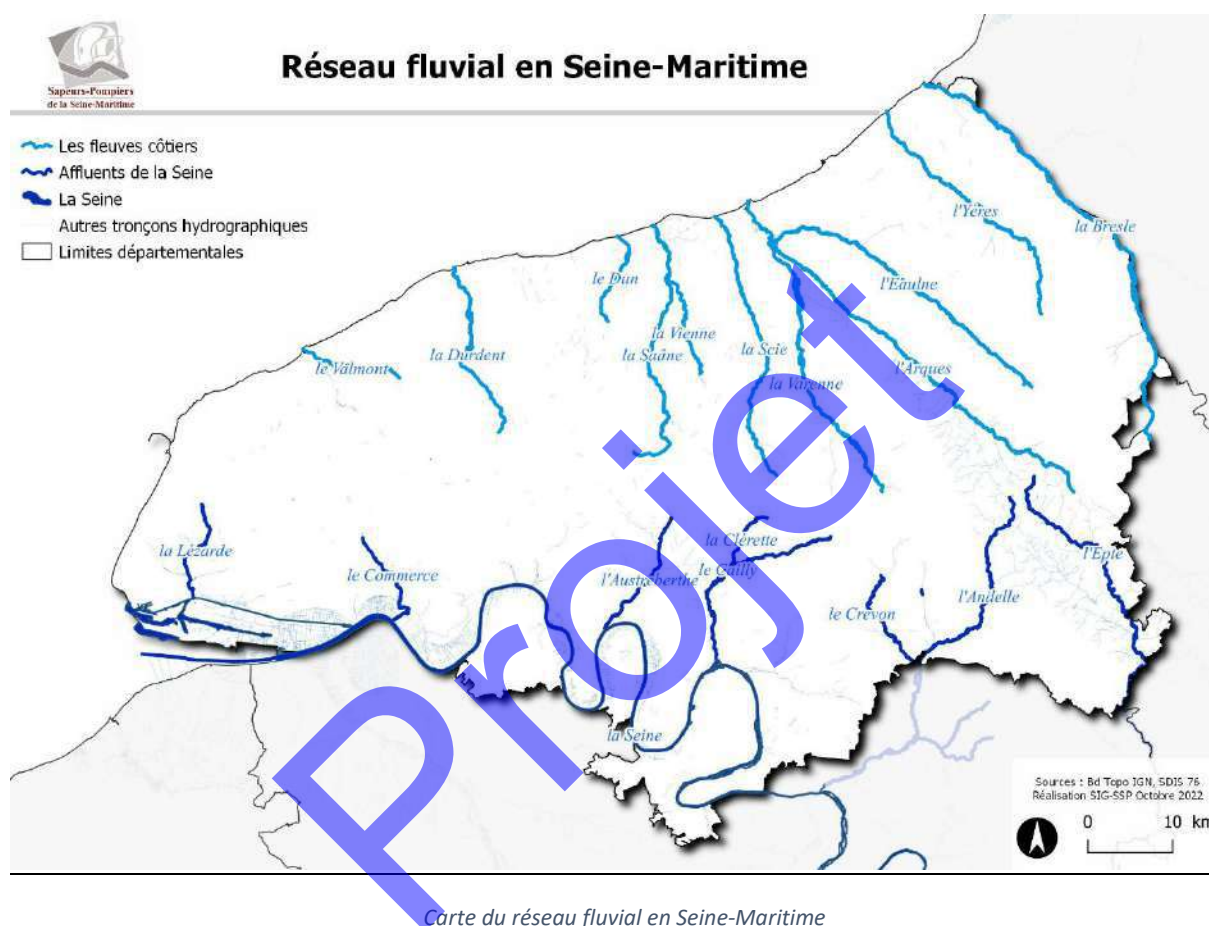 Sapeurs-Pompiers
de la Seine-Maritime
Réseau fluvial en Seine-Maritime
Les fleuves côtiers
Affluents de la Seine
La Seine
Autres tronçons hydrographiques
Limites départementales
l'Yères
la Bresle
le Dun
l'Eaulne
la Vienne
le Valmont
la Durdent
la Saâne
la Scie
la Varenne
l'Arques
la Lézarde
le Commerce
l'Austreberthe
la Clérette
le Cailly
le Crevon
l'Andelle
l'Epte
la Seine
Projet
Sources : Bd Topo IGN, SDIS 76
Réalisation SIG-SSP Octobre 2022
0 10 km
Carte du réseau fluvial en Seine-Maritime